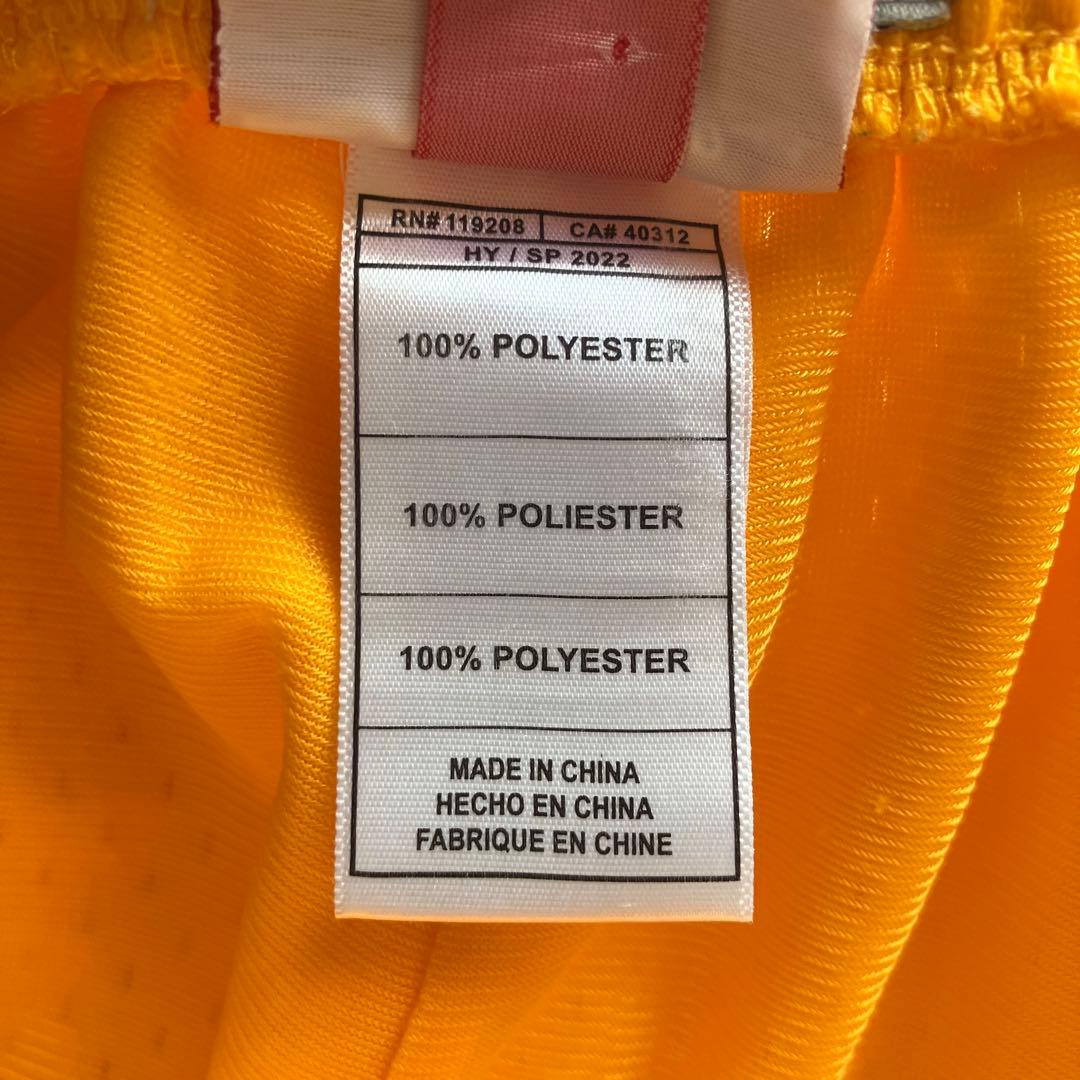 RN# 119208 CA# 40312
HY / SP 2022
100% POLYESTER
100% POLIESTER
100% POLYESTER
MADE IN CHINA
HECHO EN CHINA
FABRIQUE EN CHINE